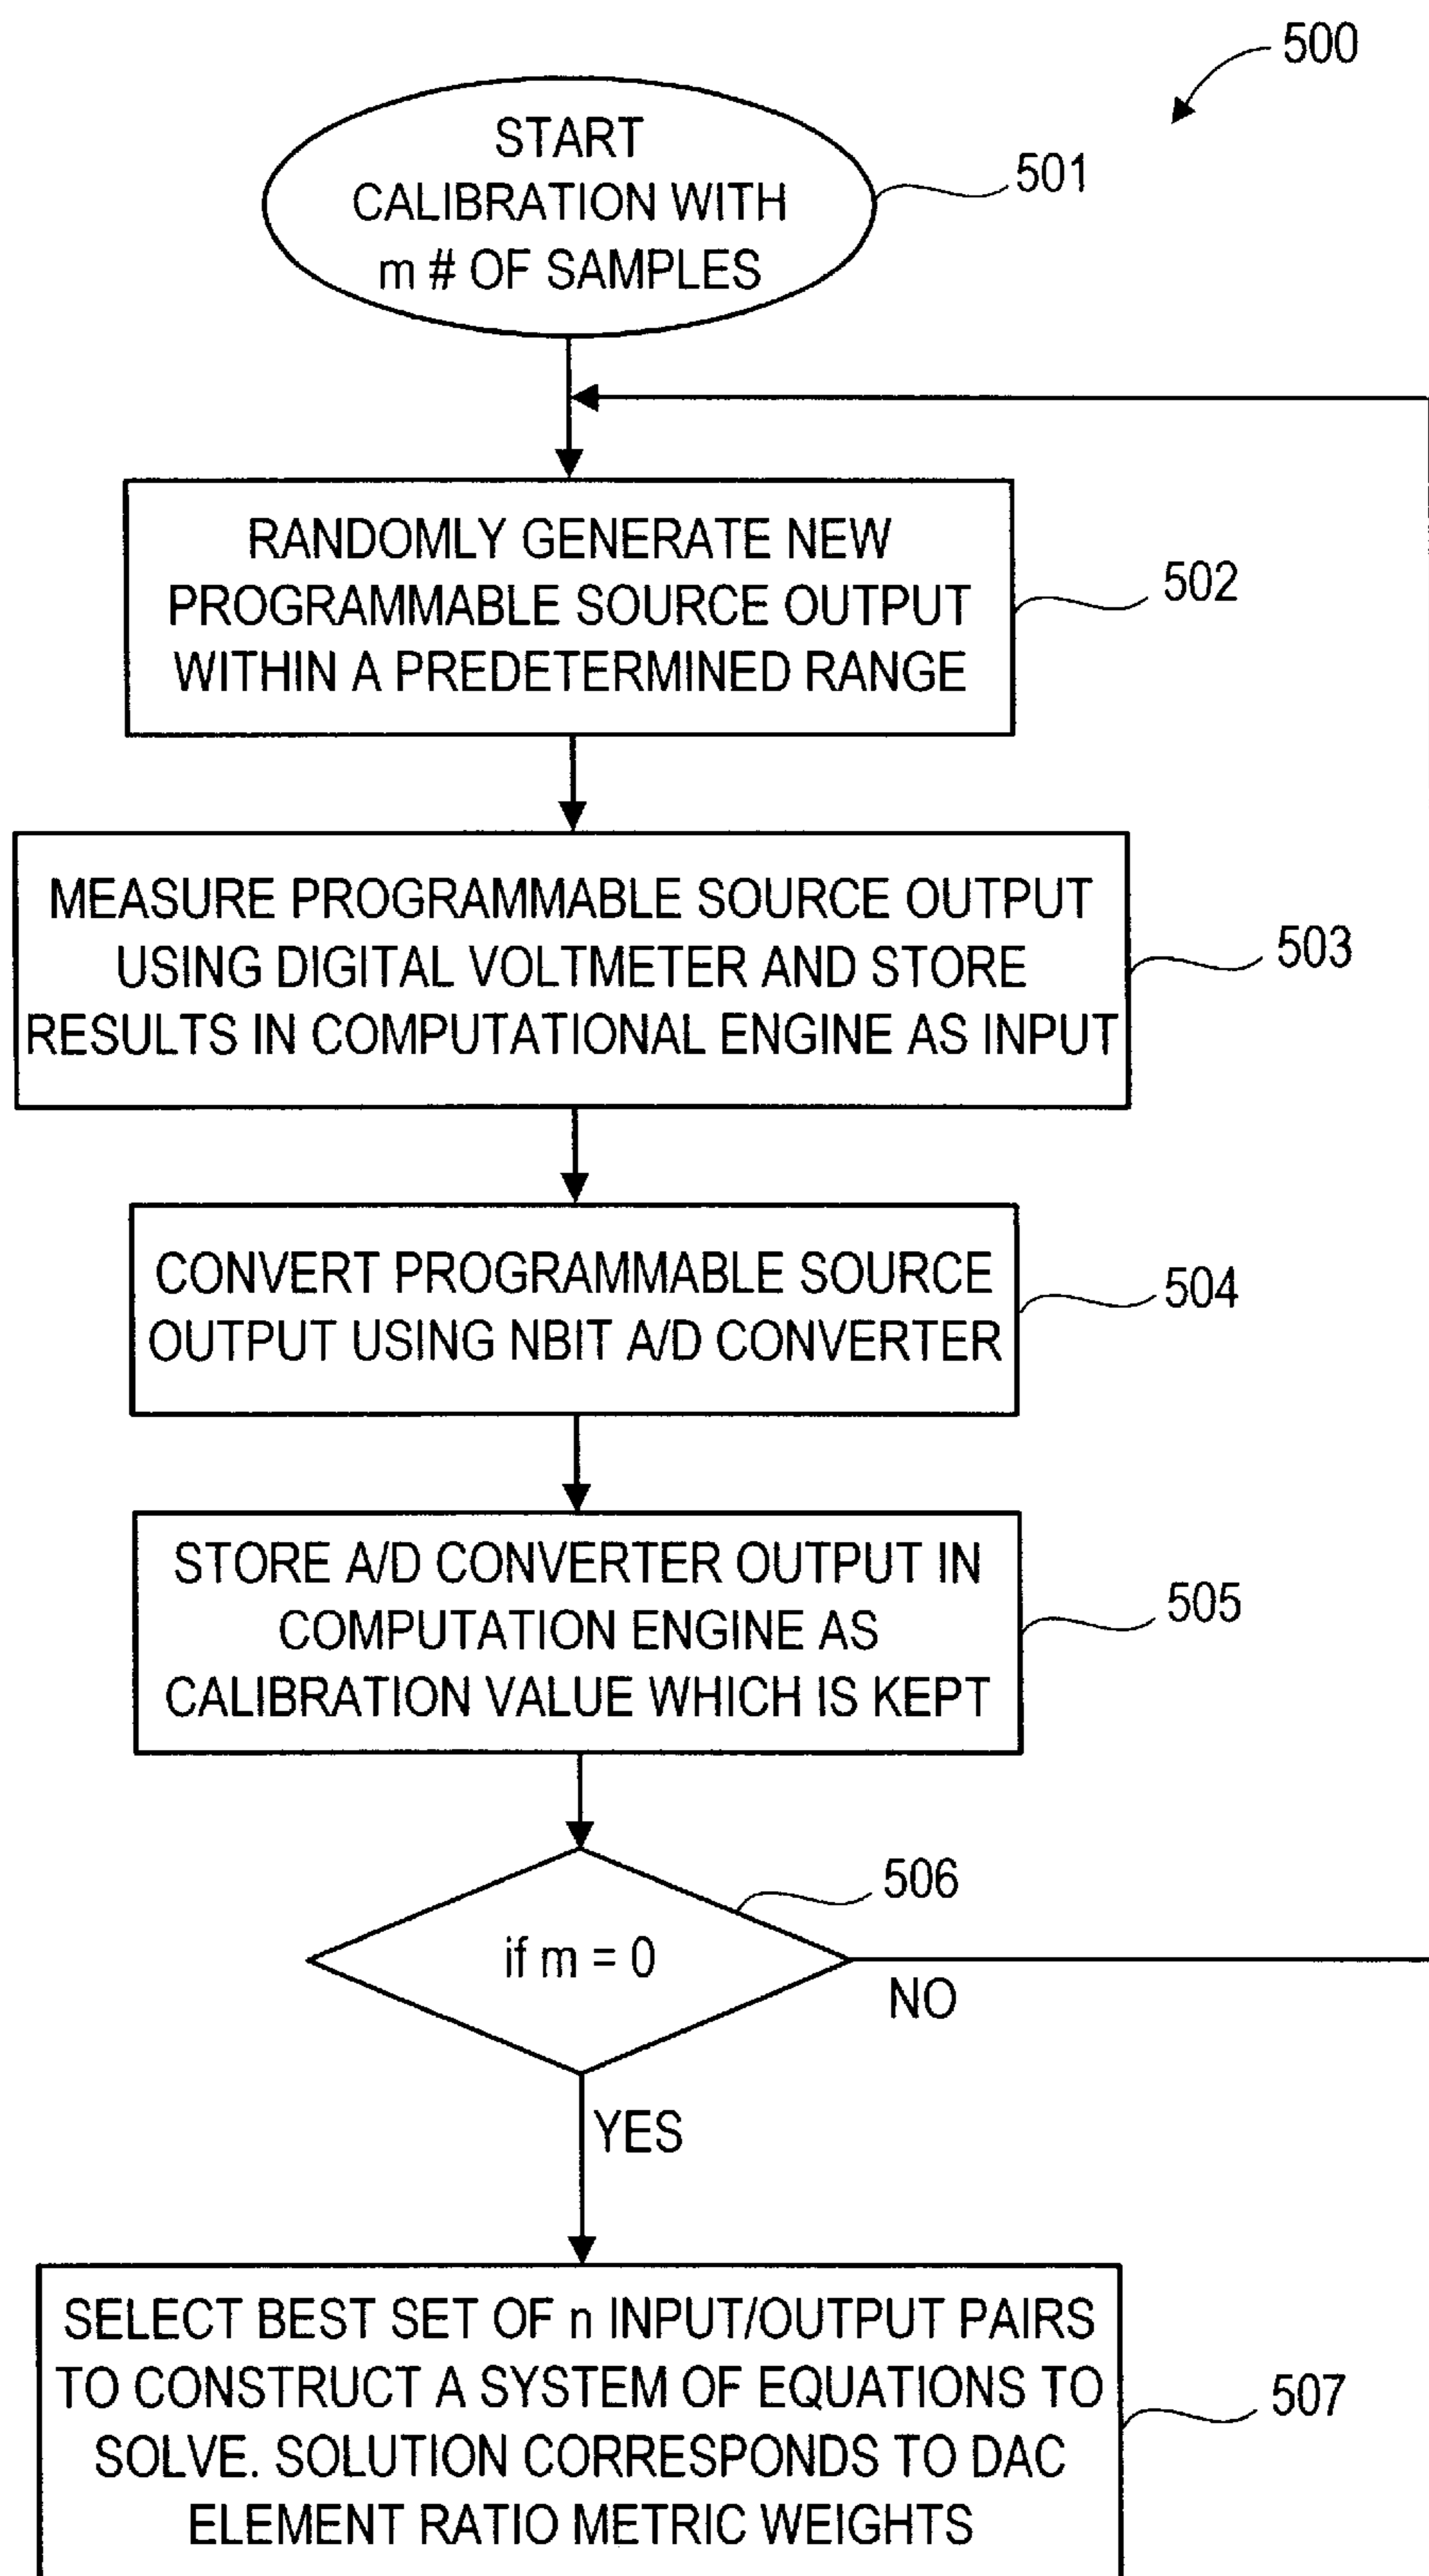 500
START
CALIBRATION WITH
m # OF SAMPLES
501
RANDOMLY GENERATE NEW
PROGRAMMABLE SOURCE OUTPUT
WITHIN A PREDETERMINED RANGE
502
MEASURE PROGRAMMABLE SOURCE OUTPUT
USING DIGITAL VOLTMETER AND STORE
RESULTS IN COMPUTATIONAL ENGINE AS INPUT
503
CONVERT PROGRAMMABLE SOURCE
OUTPUT USING NBIT A/D CONVERTER
504
STORE A/D CONVERTER OUTPUT IN
COMPUTATION ENGINE AS
CALIBRATION VALUE WHICH IS KEPT
505
506
if m = 0
NO
YES
SELECT BEST SET OF n INPUT/OUTPUT PAIRS
TO CONSTRUCT A SYSTEM OF EQUATIONS TO
SOLVE. SOLUTION CORRESPONDS TO DAC
ELEMENT RATIO METRIC WEIGHTS
507